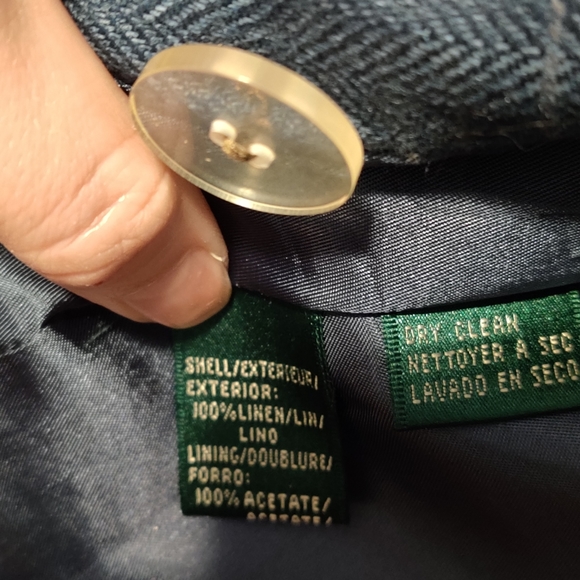 SHELL/EXTERIEUR/
EXTERIOR:
100% LINEN/LIN/
LINO
LINING/DOUBLURE/
FORRO:
100% ACETATE/
ACETATE/
DRY CLEAN
NETTOYER A SEC
LAVADO EN SECO